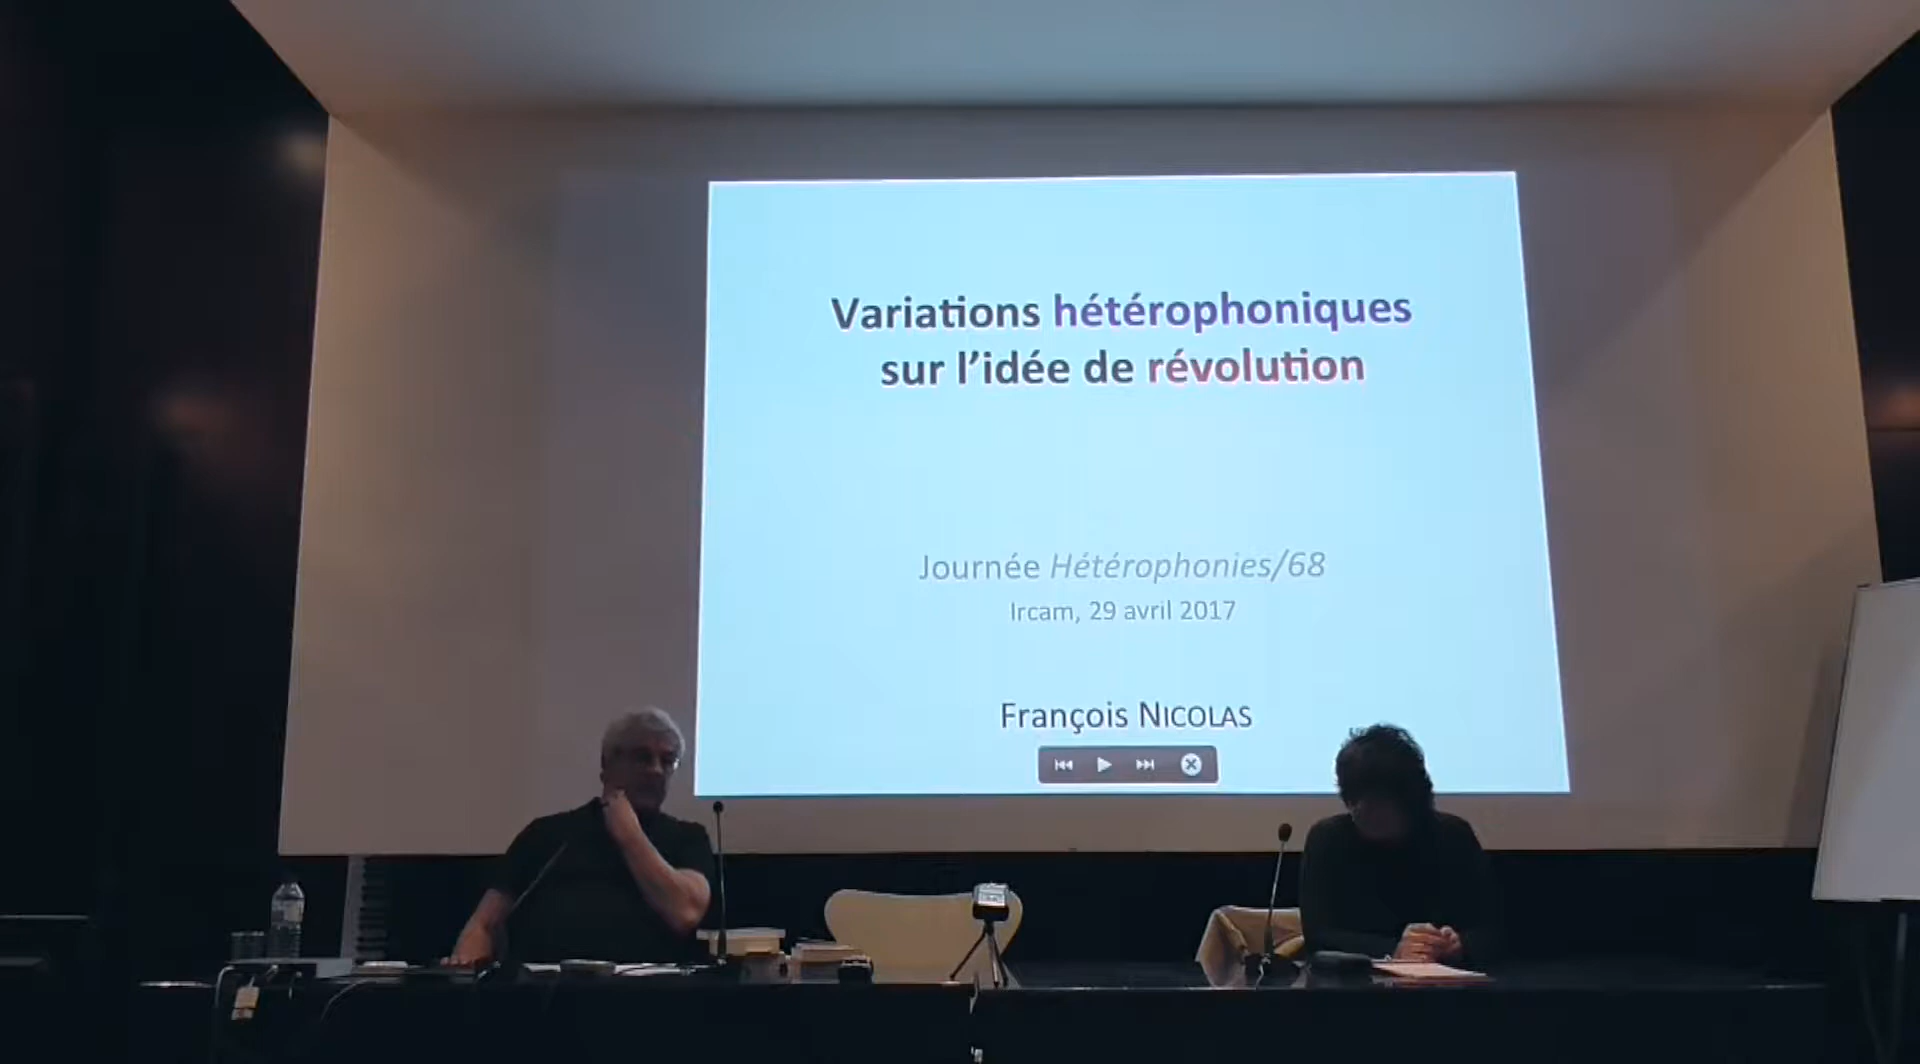 Variations hétérophoniques
sur l’idée de révolution
Journée Hétérophonies/68
Ircam, 29 avril 2017
François NICOLAS